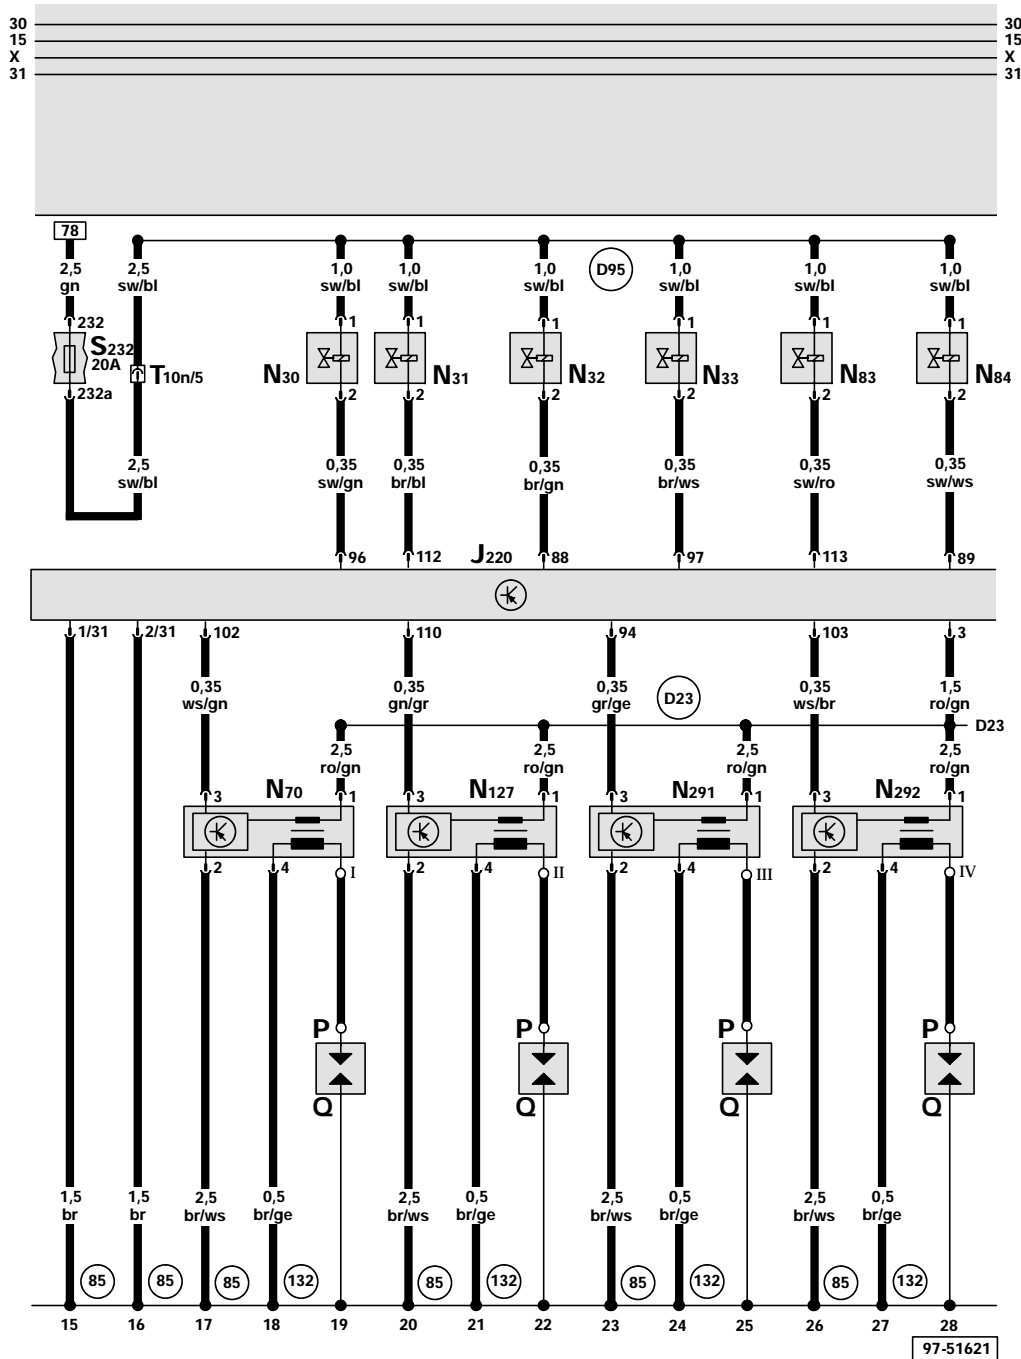 30 30
15 15
X X
31 31
78
2,5 2,5 1,0 1,0 1,0 1,0 1,0 1,0
gn sw/bl sw/bl sw/bl sw/bl sw/bl sw/bl sw/bl
D95
232 1 1 1 1 1 1
S232
20A T10n/5 N30 N31 N32 N33 N83 N84
232a 2 2 2 2 2 2
2,5 0,35 0,35 0,35 0,35 0,35 0,35
sw/bl sw/gn br/bl br/gn br/ws sw/ro sw/ws
96 112 J220 88 97 113 89
1/31 2/31 102 110 94 103 3
0,35 0,35 0,35 0,35 1,5
ws/gn gn/gr gr/ge ws/br ro/gn
D23
D23
2,5 2,5 2,5 2,5
ro/gn ro/gn ro/gn ro/gn
3 N70 1 3 N127 1 3 N291 1 3 N292 1
2 4 I 2 4 II 2 4 III 2 4 IV
P P P P
Q Q Q Q
1,5 1,5 2,5 0,5 2,5 0,5 2,5 0,5 2,5 0,5
br br br/ws br/ge br/ws br/ge br/ws br/ge br/ws br/ge
85 85 85 132 85 132 85 132 85 132
15 16 17 18 19 20 21 22 23 24 25 26 27 28
97-51621